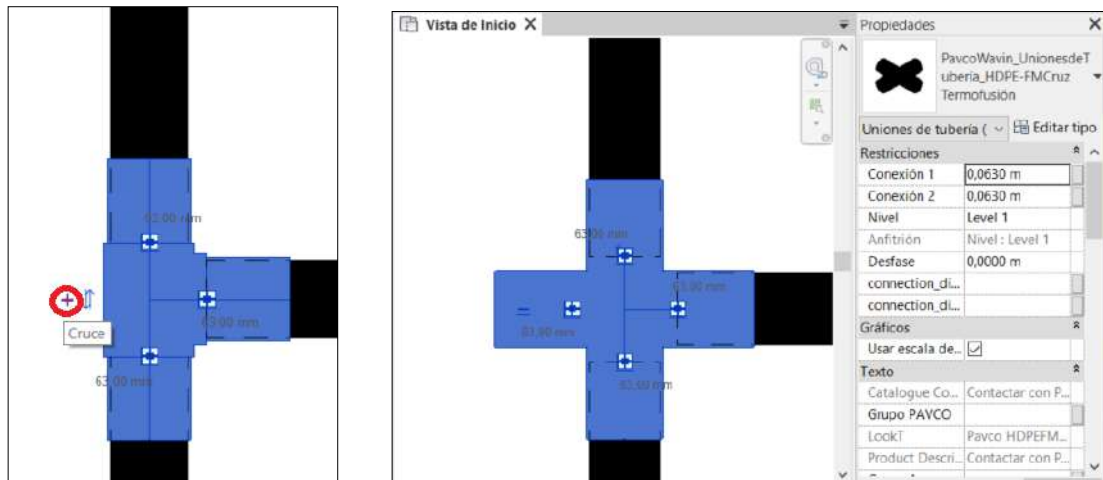 63.00 mm
63.00 mm
Cruce
63.00 mm
Vista de Inicio
63.00 mm
63.00 mm
63.00 mm
Propiedades
PavcoWavin_UnionesdeT
ubería_HDPE-FMCruz
Termofusión
Uniones de tubería (
Editar tipo
Restricciones
Conexión 1 0,0630 m
Conexión 2 0,0630 m
Nivel Level 1
Anfitrión Nivel : Level 1
Desfase 0,0000 m
connection_di...
connection_di...
Gráficos
Usar escala de...
Texto
Catalogue Co... Contactar con P...
Grupo PAVCO
LookT Pavco HDPEFM...
Product Descri... Contactar con P...